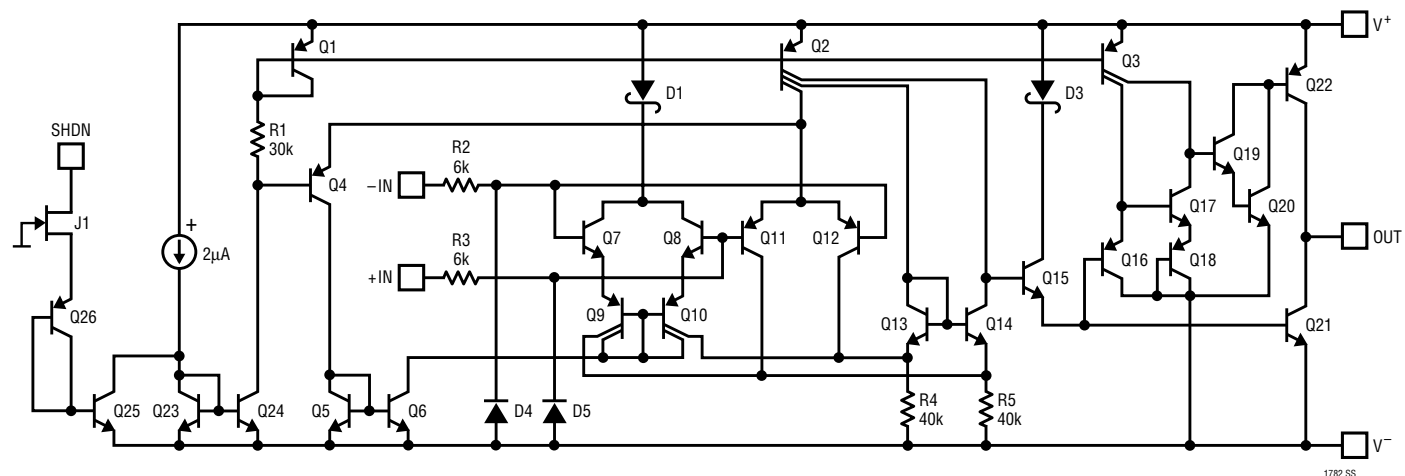 V+
Q1
Q2
Q3
Q22
D1
D3
SHDN
R1
30k
R2
6k
–IN
Q19
Q4
J1
+
2µA
Q7
Q8
Q11
Q12
Q17
Q20
R3
6k
+IN
OUT
Q15
Q16
Q18
Q26
Q9
Q10
Q13
Q14
Q21
Q25
Q23
Q24
Q5
Q6
D4
D5
R4
40k
R5
40k
V–
1782 SS